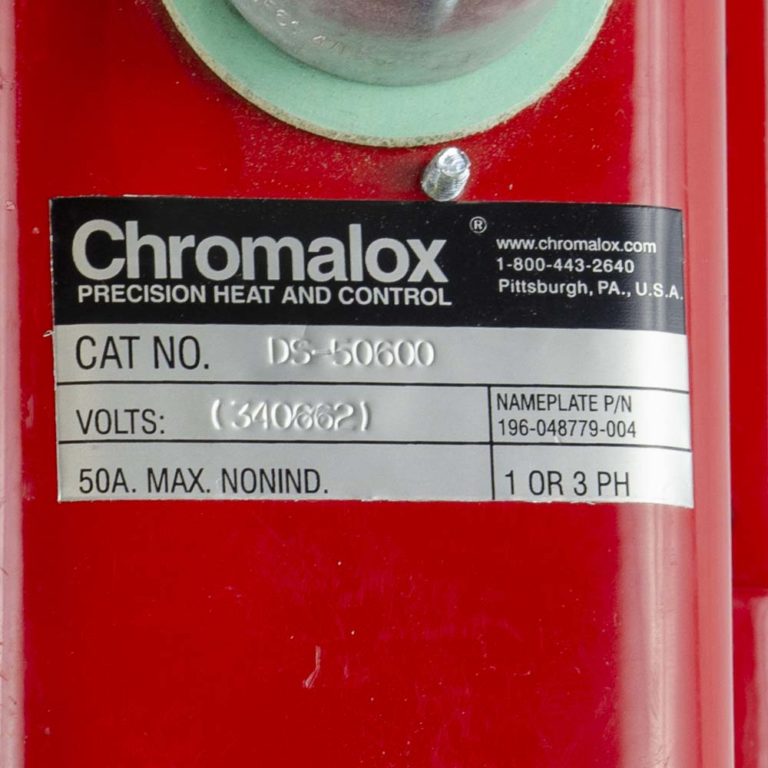 Chromalox ®
PRECISION HEAT AND CONTROL
www.chromalox.com
1-800-443-2640
Pittsburgh, PA., U.S.A.
CAT NO. DS-50600
VOLTS: (340662)
NAMEPLATE P/N
196-048779-004
50A. MAX. NONIND.
1 OR 3 PH